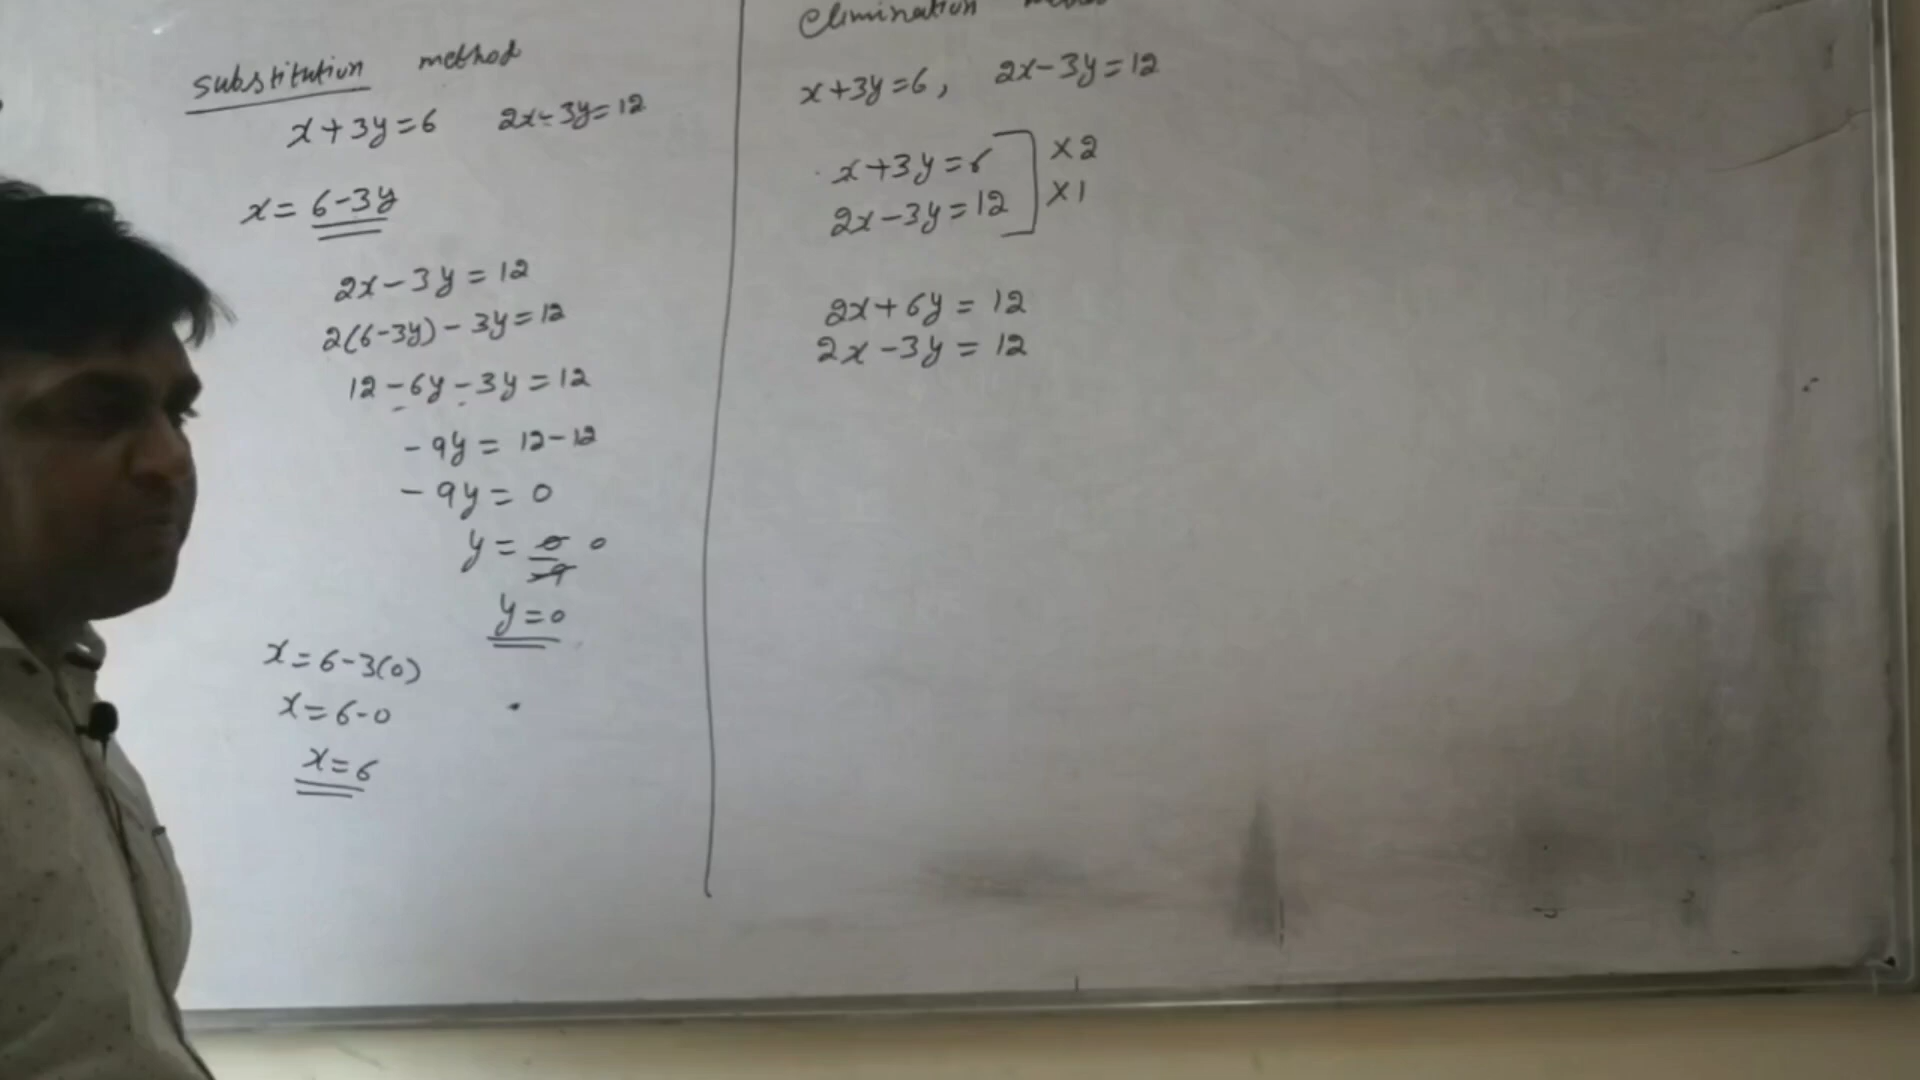 substitution method
x+3y=6 2x-3y=12
x= 6-3y
2x-3y=12
2(6-3y)-3y=12
12-6y-3y=12
-9y=12-12
-9y=0
y=0/-9 0
y=0
x=6-3(0)
x=6-0
x=6
elimination
x+3y=6, 2x-3y=12
x+3y=6 ×2
2x-3y=12 ×1
2x+6y=12
2x-3y=12